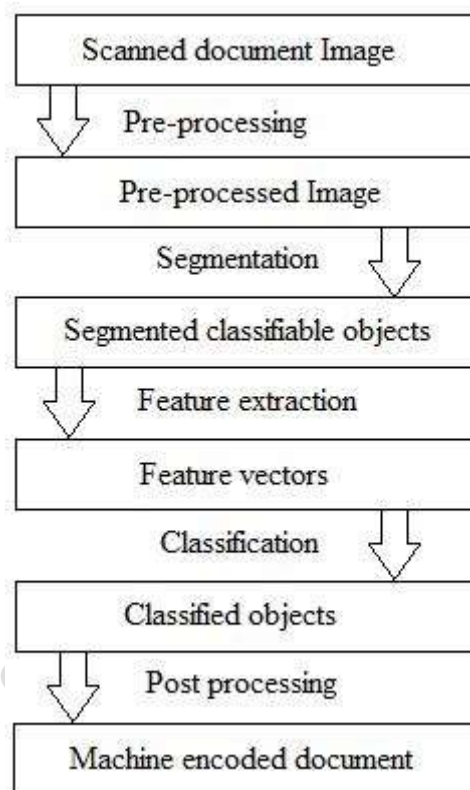 Scanned document Image
Pre-processing
Pre-processed Image
Segmentation
Segmented classifiable objects
Feature extraction
Feature vectors
Classification
Classified objects
Post processing
Machine encoded document